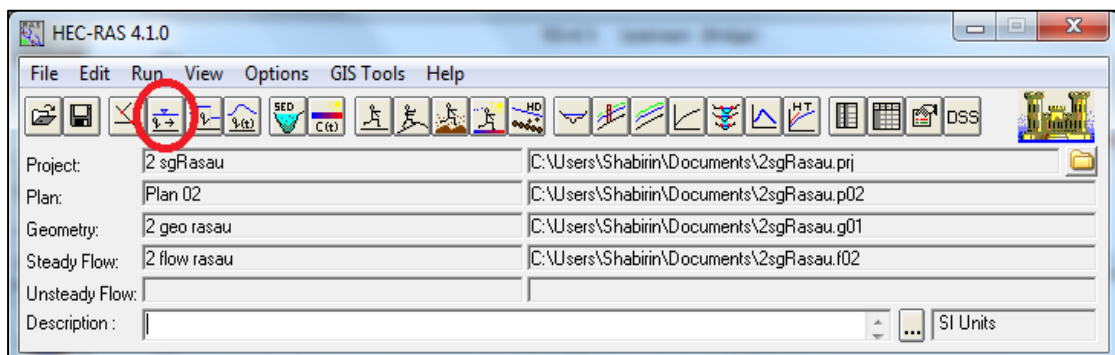 HEC-RAS 4.1.0
File Edit Run View Options GIS Tools Help
SED C(t) HD HT DSS
Project: 2 sgRasau C:\Users\Shabirin\Documents\2sgRasau.prj
Plan: Plan 02 C:\Users\Shabirin\Documents\2sgRasau.p02
Geometry: 2 geo rasau C:\Users\Shabirin\Documents\2sgRasau.g01
Steady Flow: 2 flow rasau C:\Users\Shabirin\Documents\2sgRasau.f02
Unsteady Flow:
Description : ... SI Units